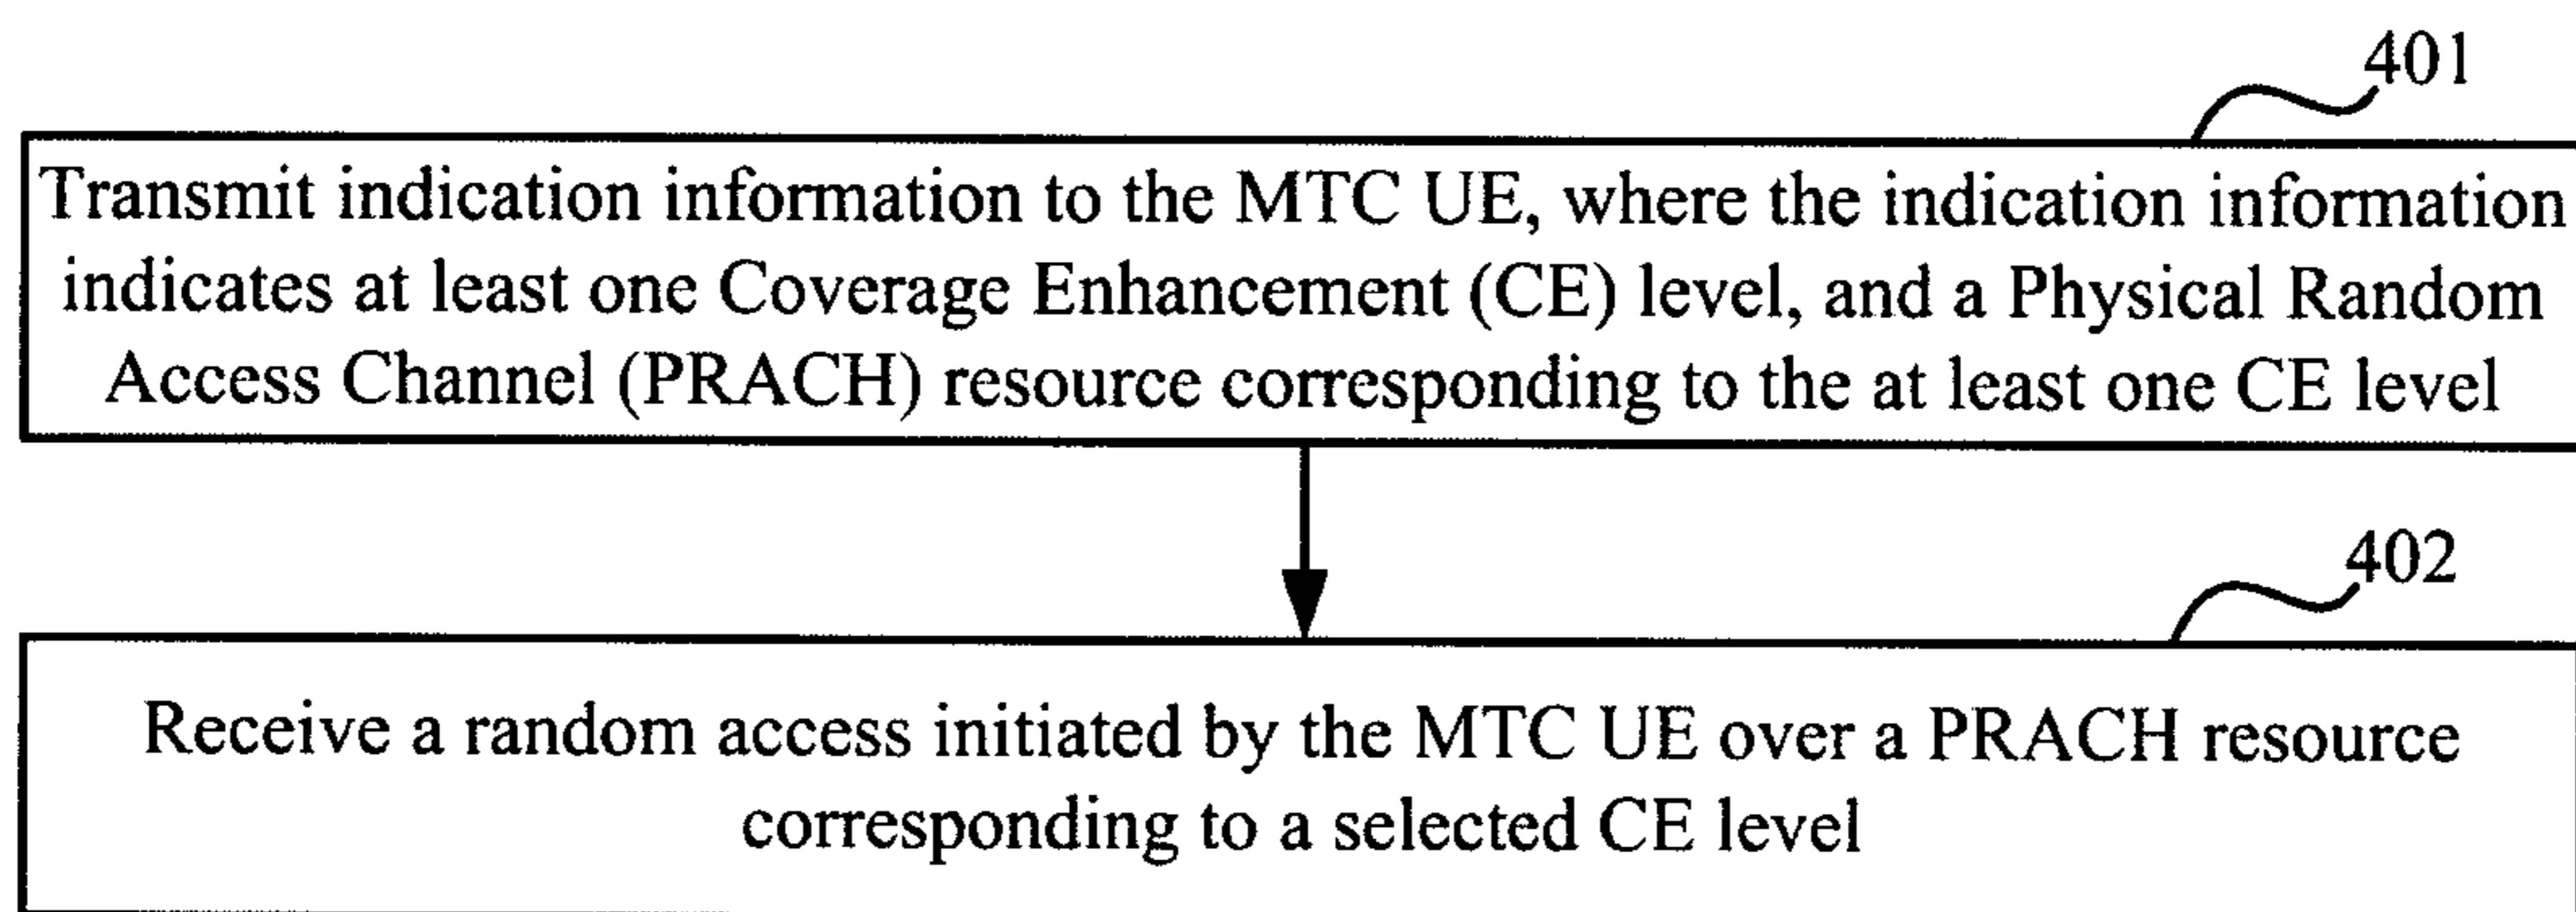 401
Transmit indication information to the MTC UE, where the indication information
indicates at least one Coverage Enhancement (CE) level, and a Physical Random
Access Channel (PRACH) resource corresponding to the at least one CE level
402
Receive a random access initiated by the MTC UE over a PRACH resource
corresponding to a selected CE level